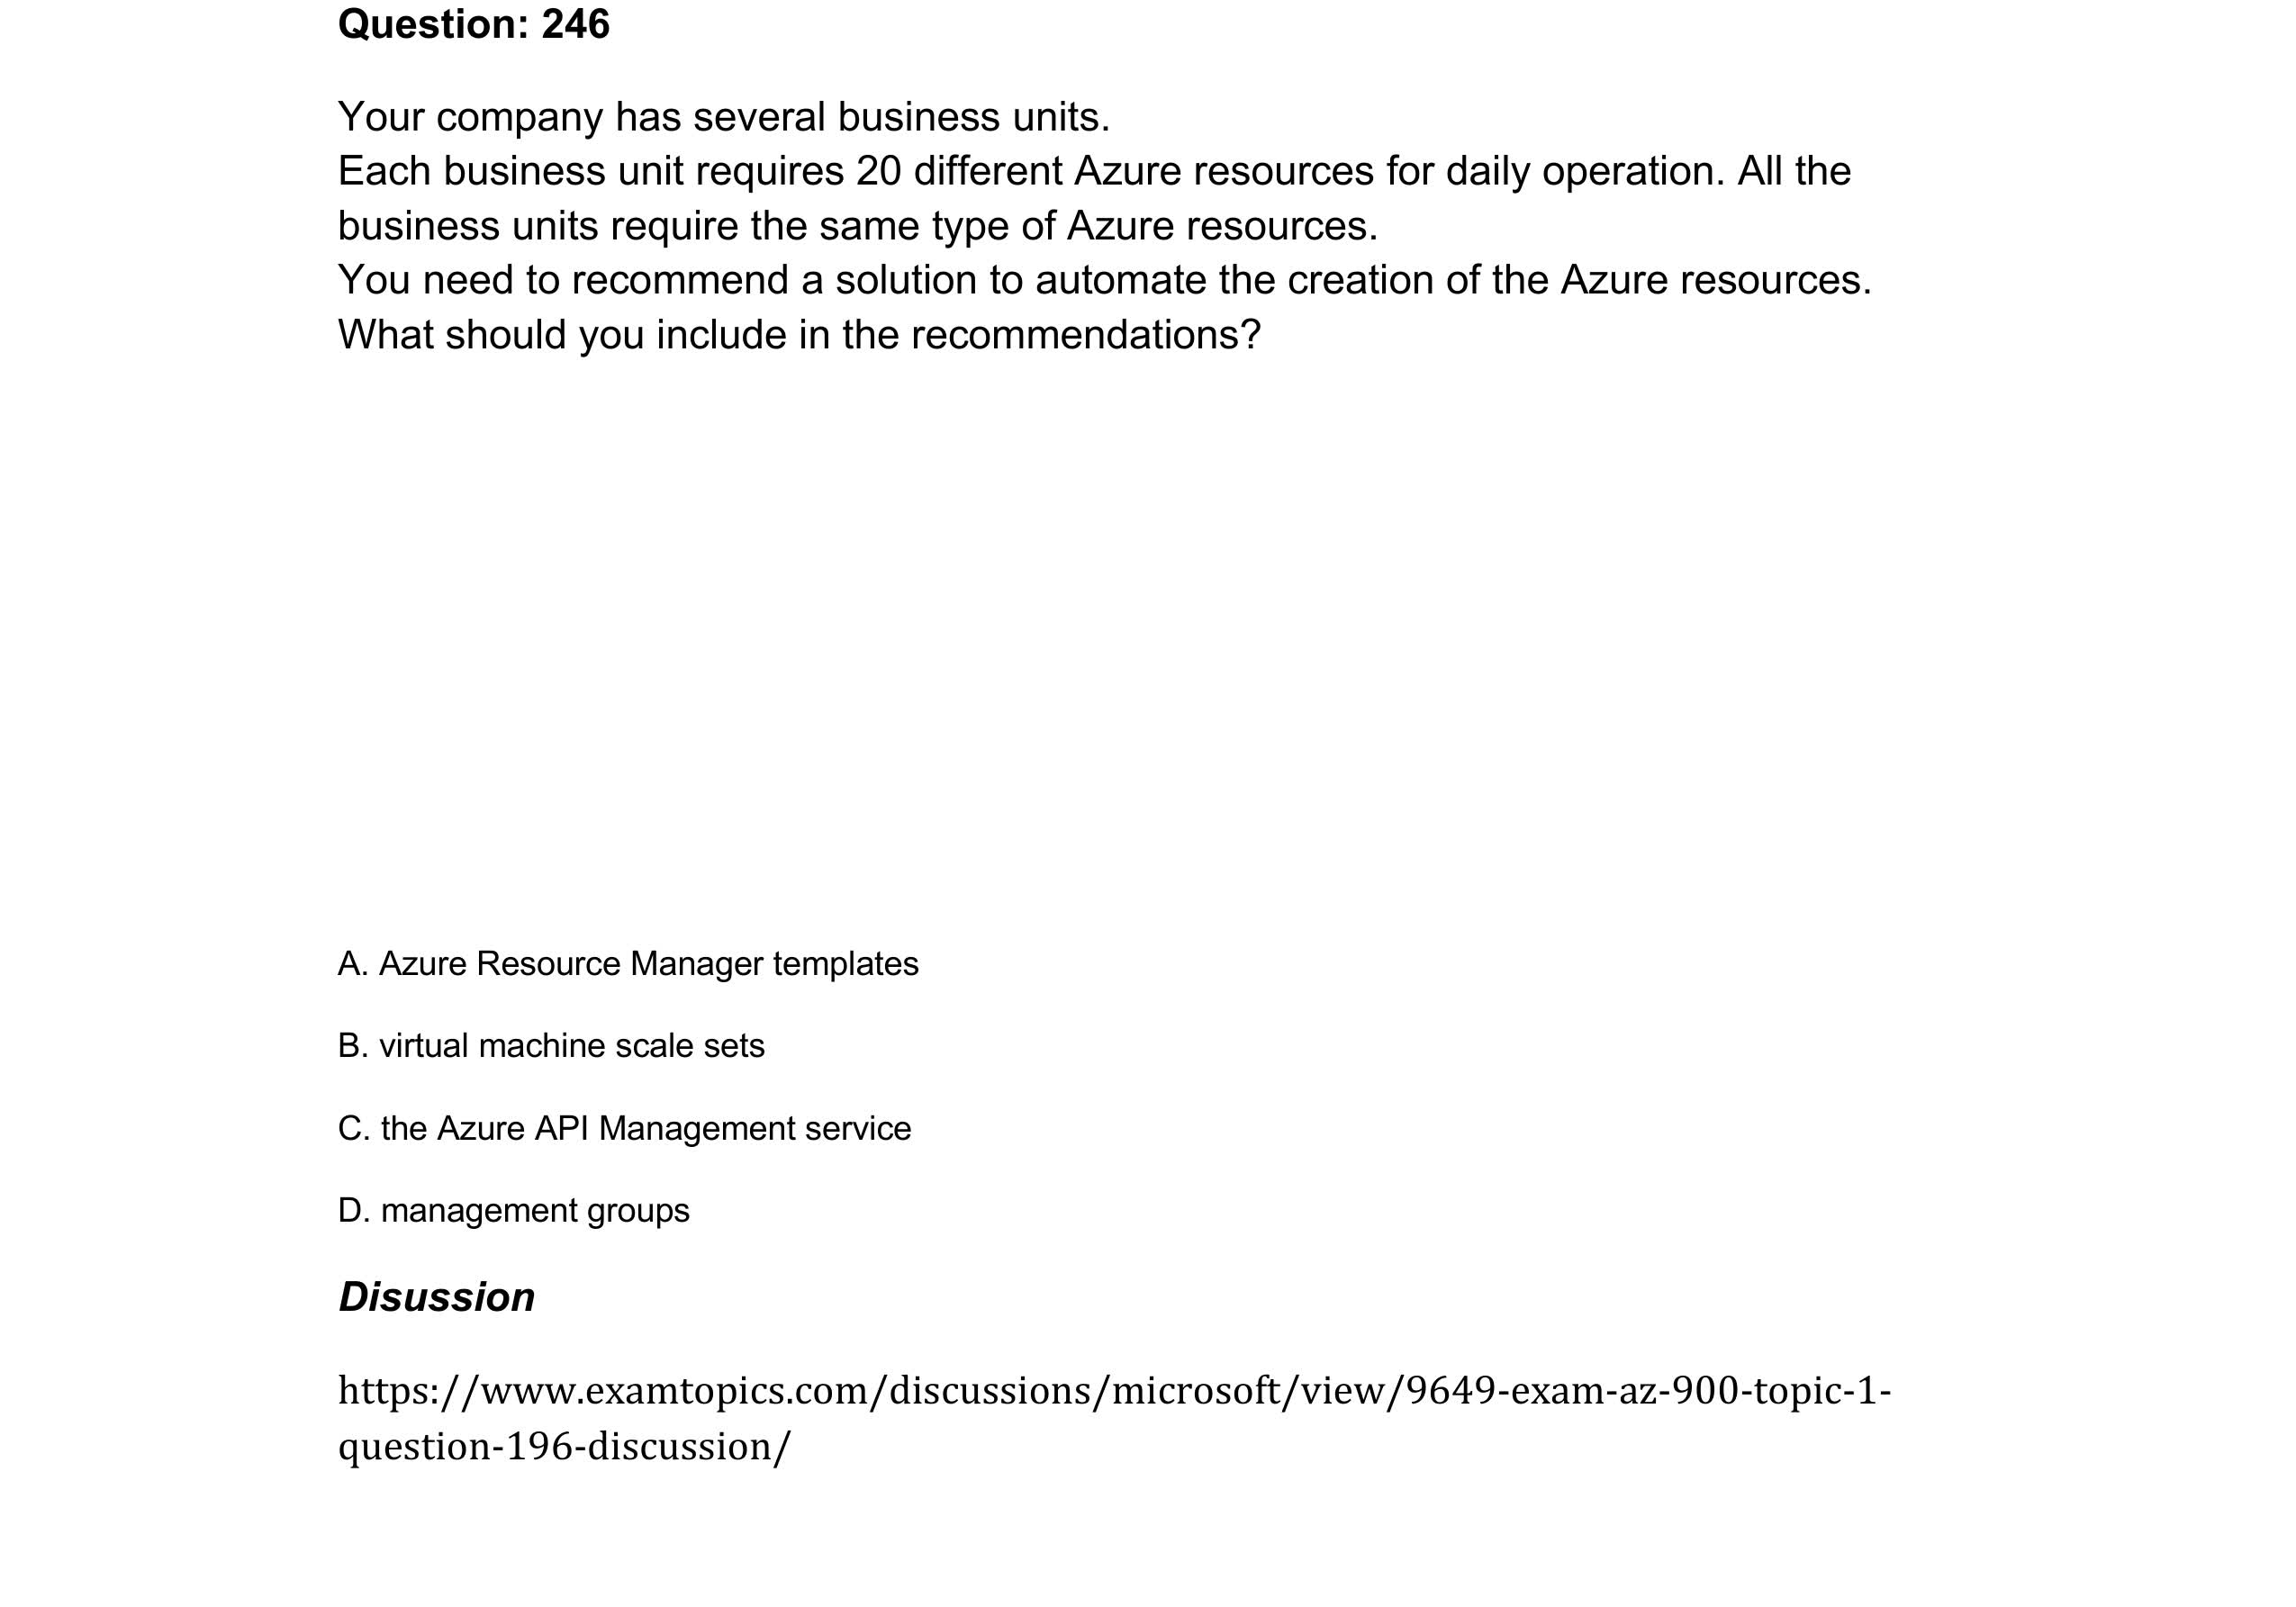 Question: 246
Your company has several business units.
Each business unit requires 20 different Azure resources for daily operation. All the
business units require the same type of Azure resources.
You need to recommend a solution to automate the creation of the Azure resources.
What should you include in the recommendations?
A. Azure Resource Manager templates
B. virtual machine scale sets
C. the Azure API Management service
D. management groups
Disussion
https://www.examtopics.com/discussions/microsoft/view/9649-exam-az-900-topic-1-
question-196-discussion/